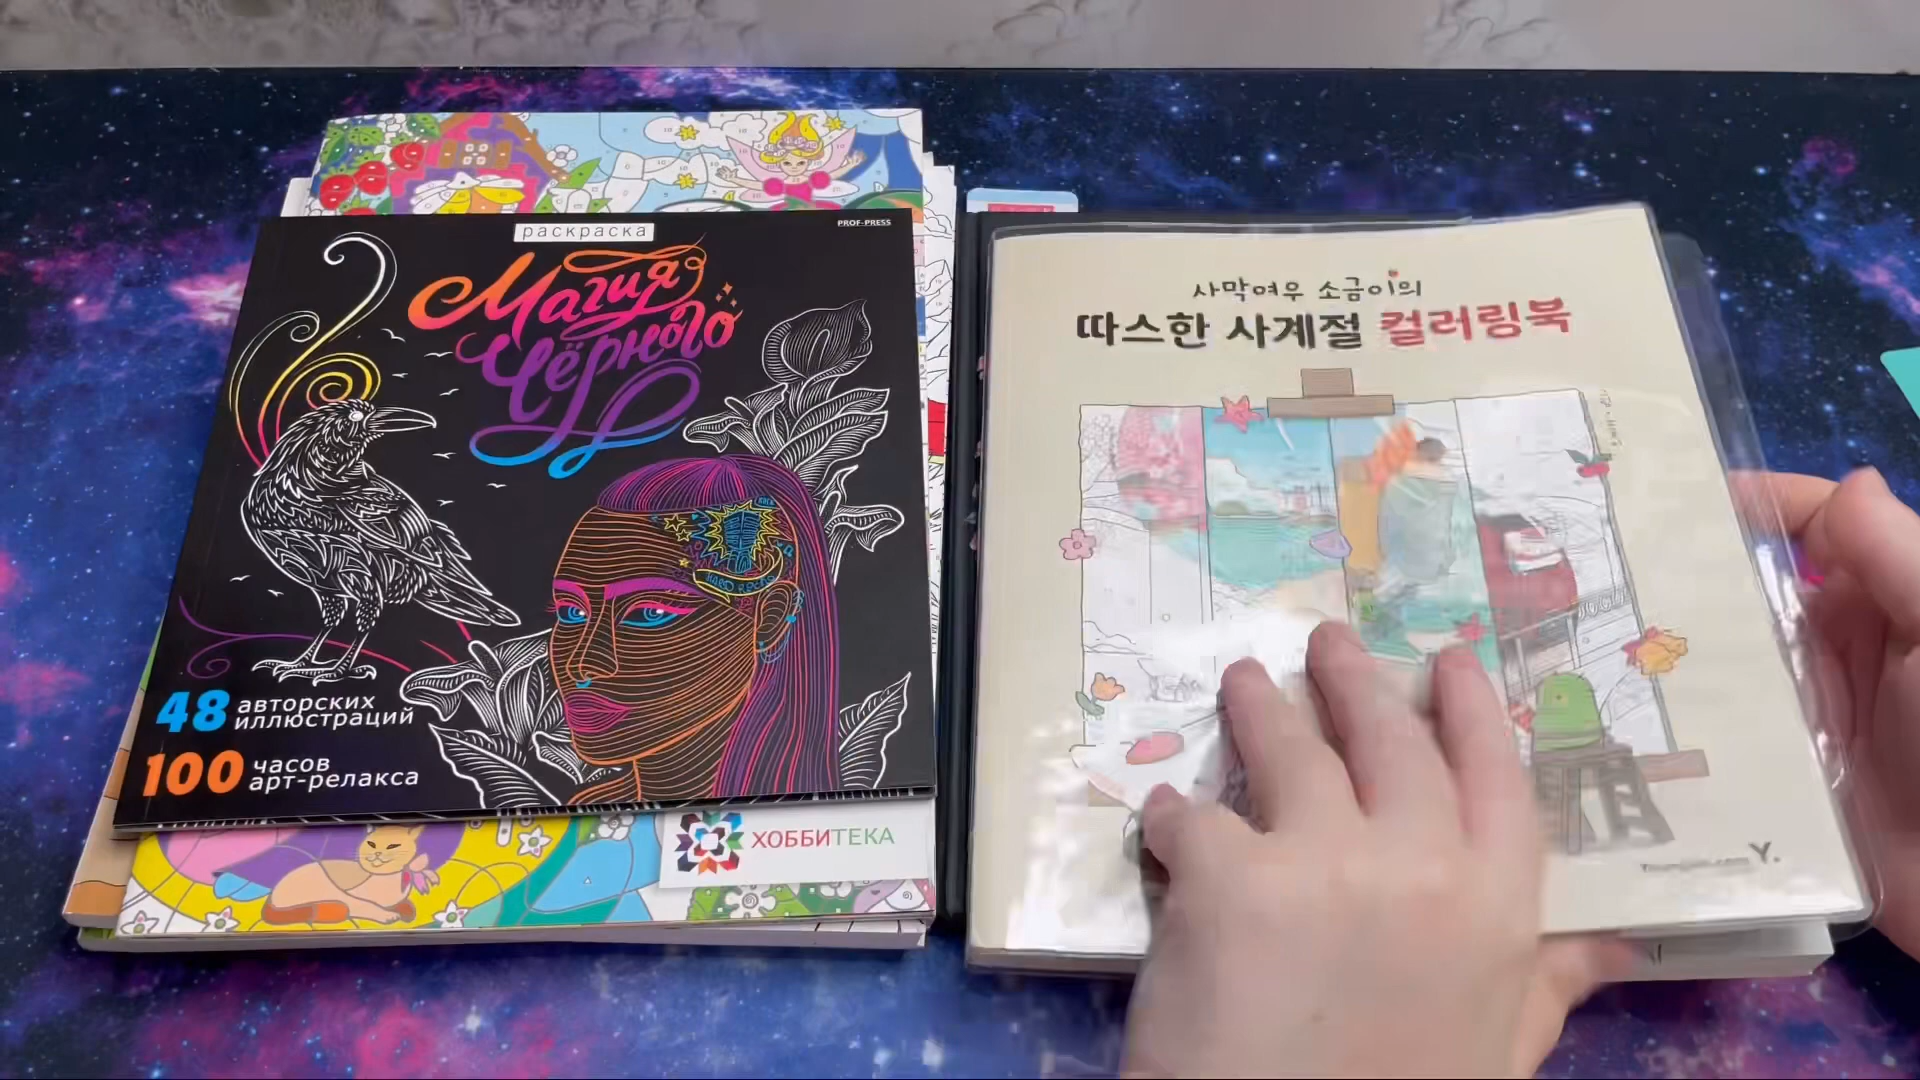 раскраска
PROF-PRESS
Магия
Чёрного
48 авторских
иллюстраций
100 часов
арт-релакса
ХОББИТЕКА
사막여우 소금이의
따스한 사계절 컬러링북
Y.